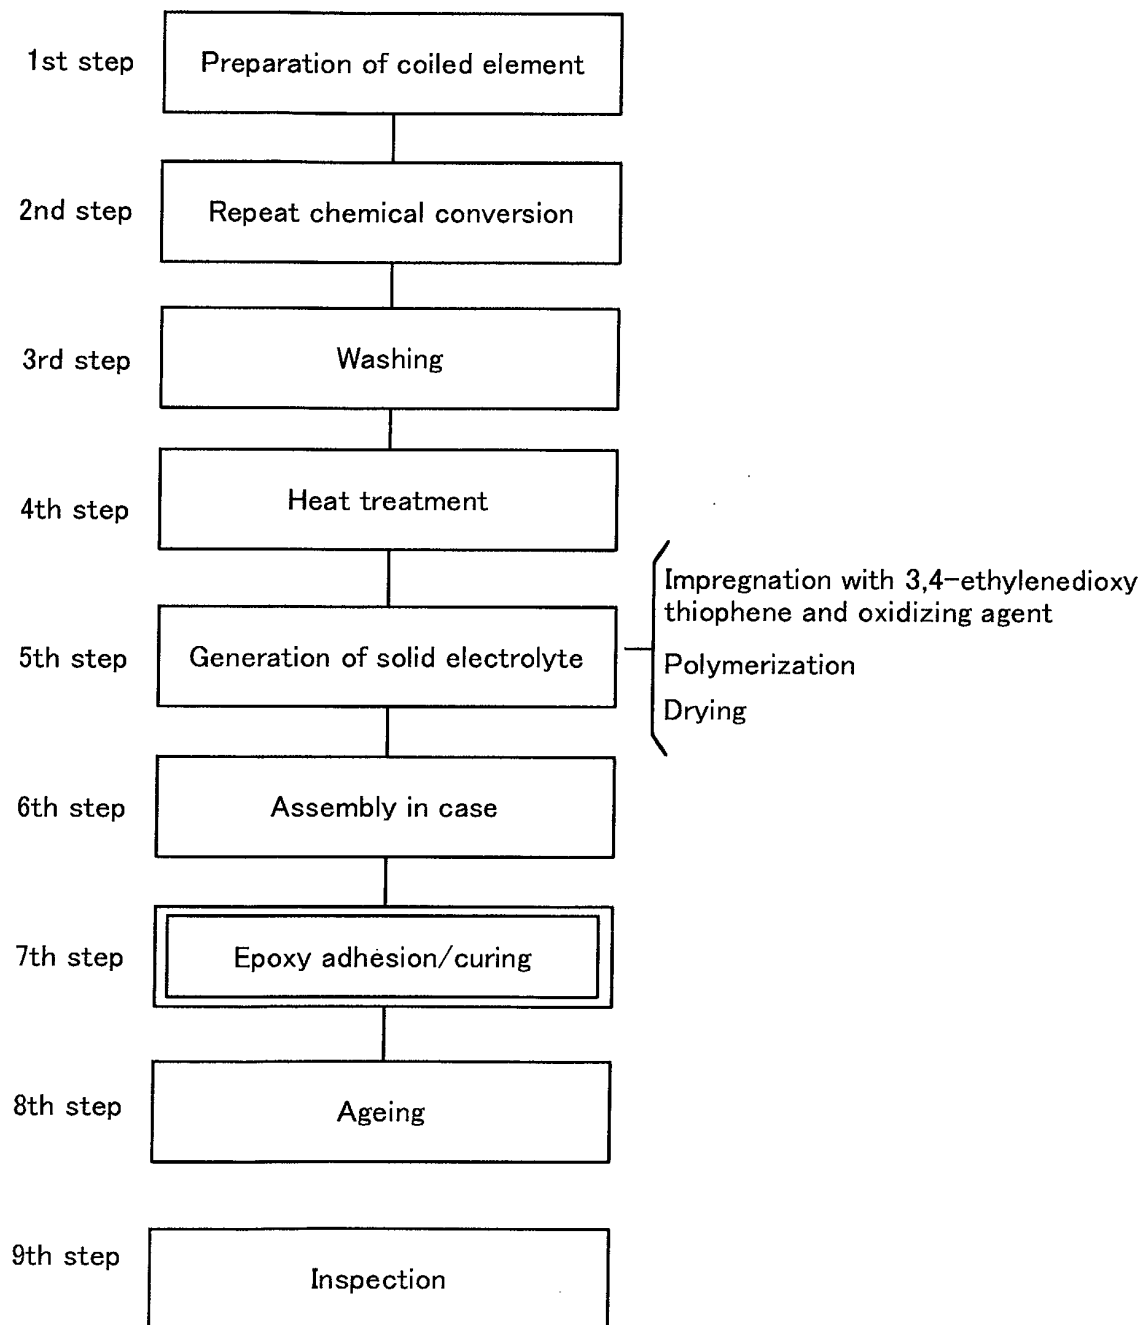 1st step
Preparation of coiled element
2nd step
Repeat chemical conversion
3rd step
Washing
4th step
Heat treatment
5th step
Generation of solid electrolyte
Impregnation with 3,4-ethylenedioxy
thiophene and oxidizing agent
Polymerization
Drying
6th step
Assembly in case
7th step
Epoxy adhesion/curing
8th step
Ageing
9th step
Inspection